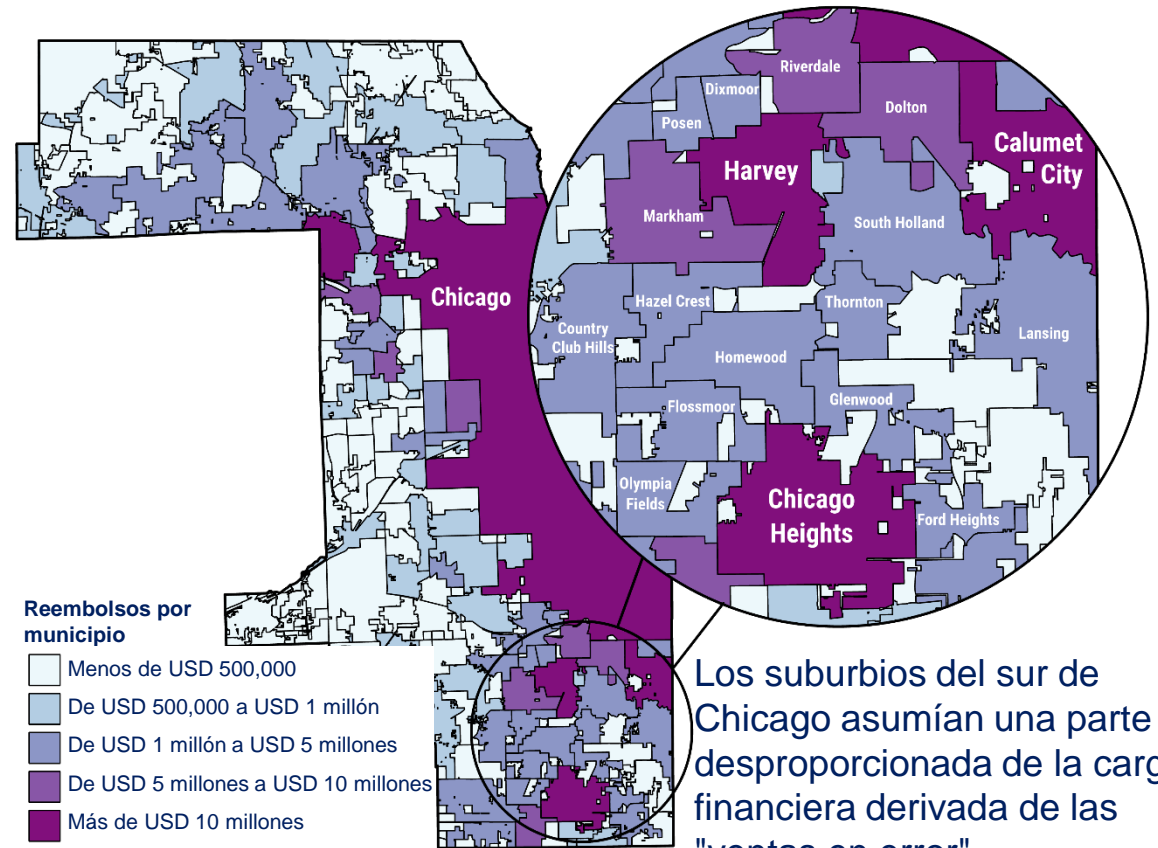 Riverdale
Dixmoor
Dolton
Posen
Calumet
City
Harvey
Markham
South Holland
Chicago
Hazel Crest
Thornton
Country
Club Hills
Lansing
Homewood
Flossmoor
Glenwood
Olympia
Fields
Chicago
Heights
Ford Heights
Reembolsos por
municipio
Menos de USD 500,000
De USD 500,000 a USD 1 millón
De USD 1 millón a USD 5 millones
De USD 5 millones a USD 10 millones
Más de USD 10 millones
Los suburbios del sur de
Chicago asumían una parte
desproporcionada de la carg
financiera derivada de las
"ventas en error"